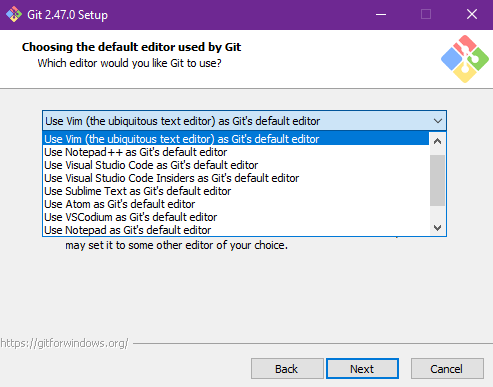 Git 2.47.0 Setup
Choosing the default editor used by Git
Which editor would you like Git to use?
Use Vim (the ubiquitous text editor) as Git's default editor
Use Vim (the ubiquitous text editor) as Git's default editor
Use Notepad++ as Git's default editor
Use Visual Studio Code as Git's default editor
Use Visual Studio Code Insiders as Git's default editor
Use Sublime Text as Git's default editor
Use Atom as Git's default editor
Use VSCodium as Git's default editor
Use Notepad as Git's default editor
may set it to some other editor of your choice.
https://gitforwindows.org/
Back
Next
Cancel